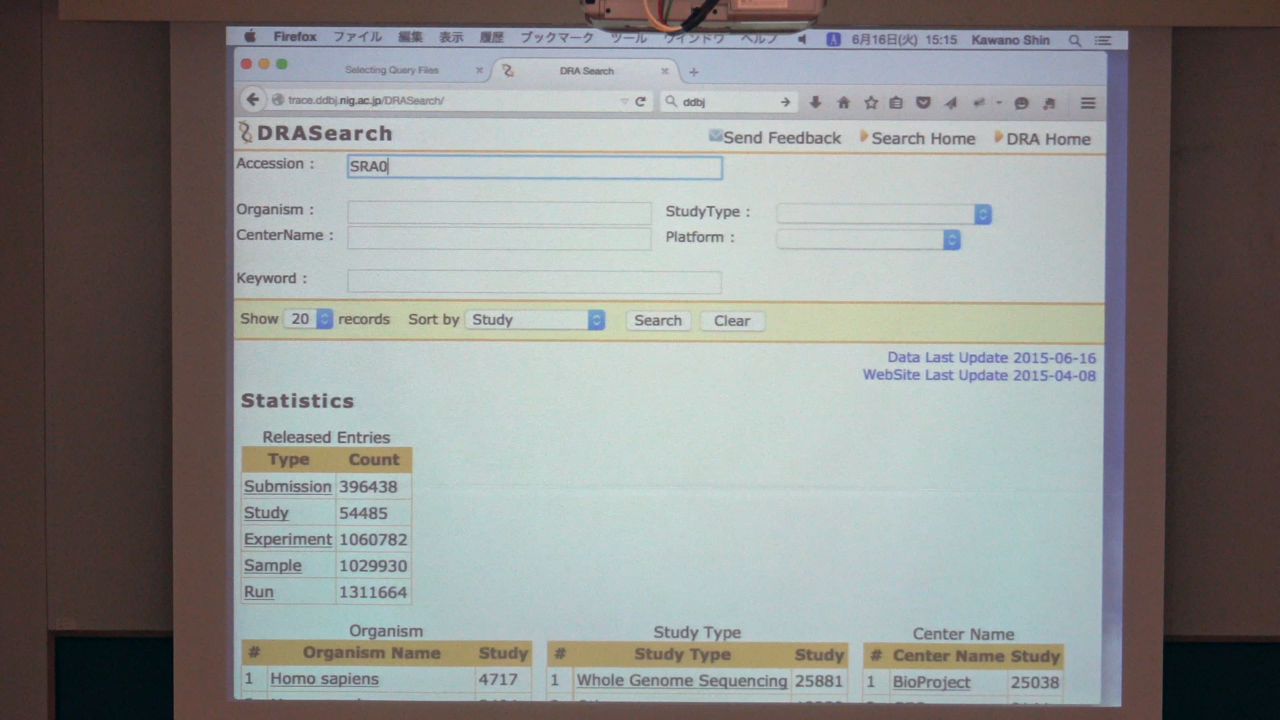 Firefox ファイル 編集 表示 履歴 ブックマーク ツール ウインドウ ヘルプ 6月16日(火) 15:15 Kawano Shin
Selecting Query Files × DRA Search × +
trace.ddbj.nig.ac.jp/DRASearch/ ddbj
DRASearch Send Feedback Search Home DRA Home
Accession : SRA0
Organism : StudyType :
CenterName : Platform :
Keyword :
Show 20 records Sort by Study Search Clear
Data Last Update 2015-06-16
WebSite Last Update 2015-04-08
Statistics
Released Entries
Type Count
Submission 396438
Study 54485
Experiment 1060782
Sample 1029930
Run 1311664
Organism Study Type Center Name
# Organism Name Study # Study Type Study # Center Name Study
1 Homo sapiens 4717 1 Whole Genome Sequencing 25881 1 BioProject 25038